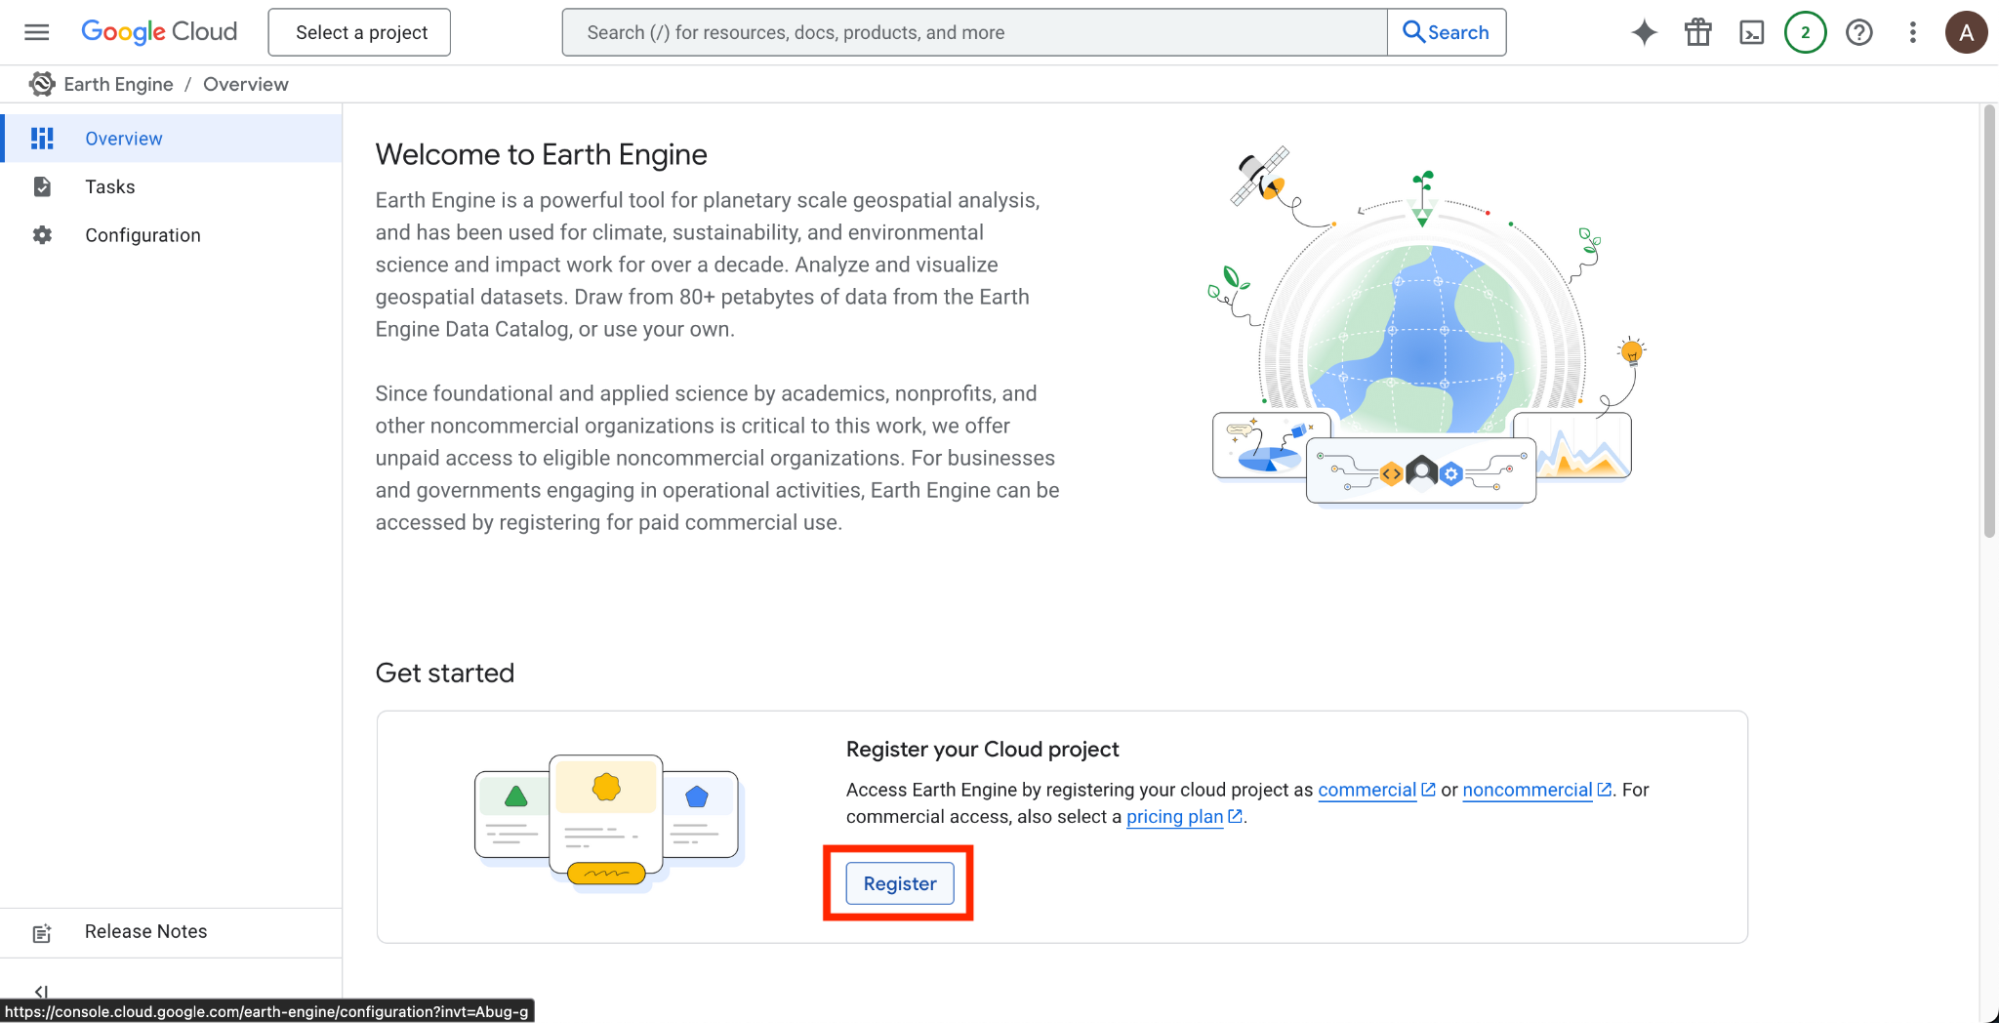 Google Cloud
Select a project
Search (/) for resources, docs, products, and more
Search
2
A
Earth Engine / Overview
Overview
Tasks
Configuration
Welcome to Earth Engine
Earth Engine is a powerful tool for planetary scale geospatial analysis,
and has been used for climate, sustainability, and environmental
science and impact work for over a decade. Analyze and visualize
geospatial datasets. Draw from 80+ petabytes of data from the Earth
Engine Data Catalog, or use your own.
Since foundational and applied science by academics, nonprofits, and
other noncommercial organizations is critical to this work, we offer
unpaid access to eligible noncommercial organizations. For businesses
and governments engaging in operational activities, Earth Engine can be
accessed by registering for paid commercial use.
Get started
Register your Cloud project
Access Earth Engine by registering your cloud project as commercial or noncommercial. For
commercial access, also select a pricing plan.
Register
Release Notes
https://console.cloud.google.com/earth-engine/configuration?invt=Abug-g